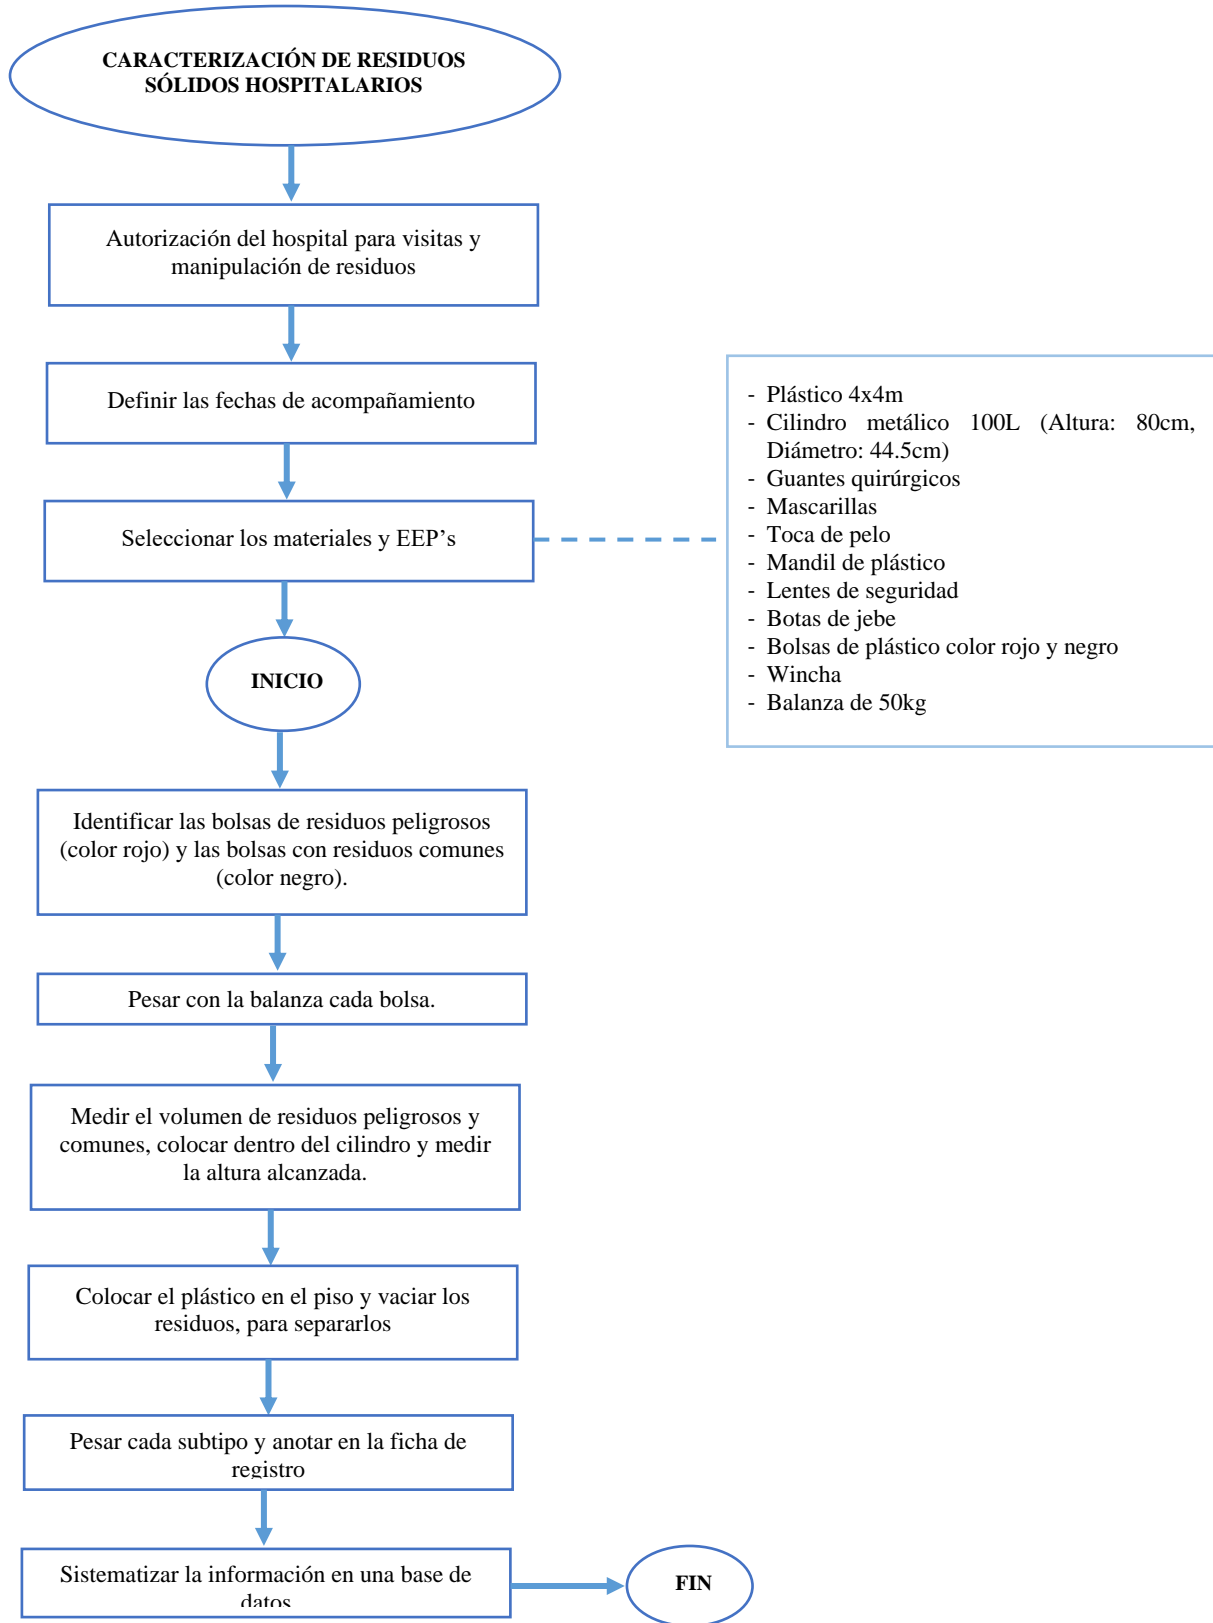 CARACTERIZACIÓN DE RESIDUOS
SÓLIDOS HOSPITALARIOS
Autorización del hospital para visitas y
manipulación de residuos
Definir las fechas de acompañamiento
Seleccionar los materiales y EEP’s
- Plástico 4x4m
- Cilindro metálico 100L (Altura: 80cm,
Diámetro: 44.5cm)
- Guantes quirúrgicos
- Mascarillas
- Toca de pelo
- Mandil de plástico
- Lentes de seguridad
- Botas de jebe
- Bolsas de plástico color rojo y negro
- Wincha
- Balanza de 50kg
INICIO
Identificar las bolsas de residuos peligrosos
(color rojo) y las bolsas con residuos comunes
(color negro).
Pesar con la balanza cada bolsa.
Medir el volumen de residuos peligrosos y
comunes, colocar dentro del cilindro y medir
la altura alcanzada.
Colocar el plástico en el piso y vaciar los
residuos, para separarlos
Pesar cada subtipo y anotar en la ficha de
registro
Sistematizar la información en una base de
datos
FIN